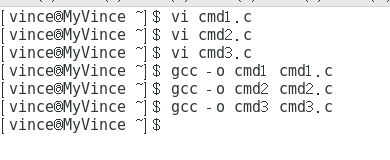 [vince@MyVince ~]$ vi cmd1.c
[vince@MyVince ~]$ vi cmd2.c
[vince@MyVince ~]$ vi cmd3.c
[vince@MyVince ~]$ gcc -o cmd1 cmd1.c
[vince@MyVince ~]$ gcc -o cmd2 cmd2.c
[vince@MyVince ~]$ gcc -o cmd3 cmd3.c
[vince@MyVince ~]$